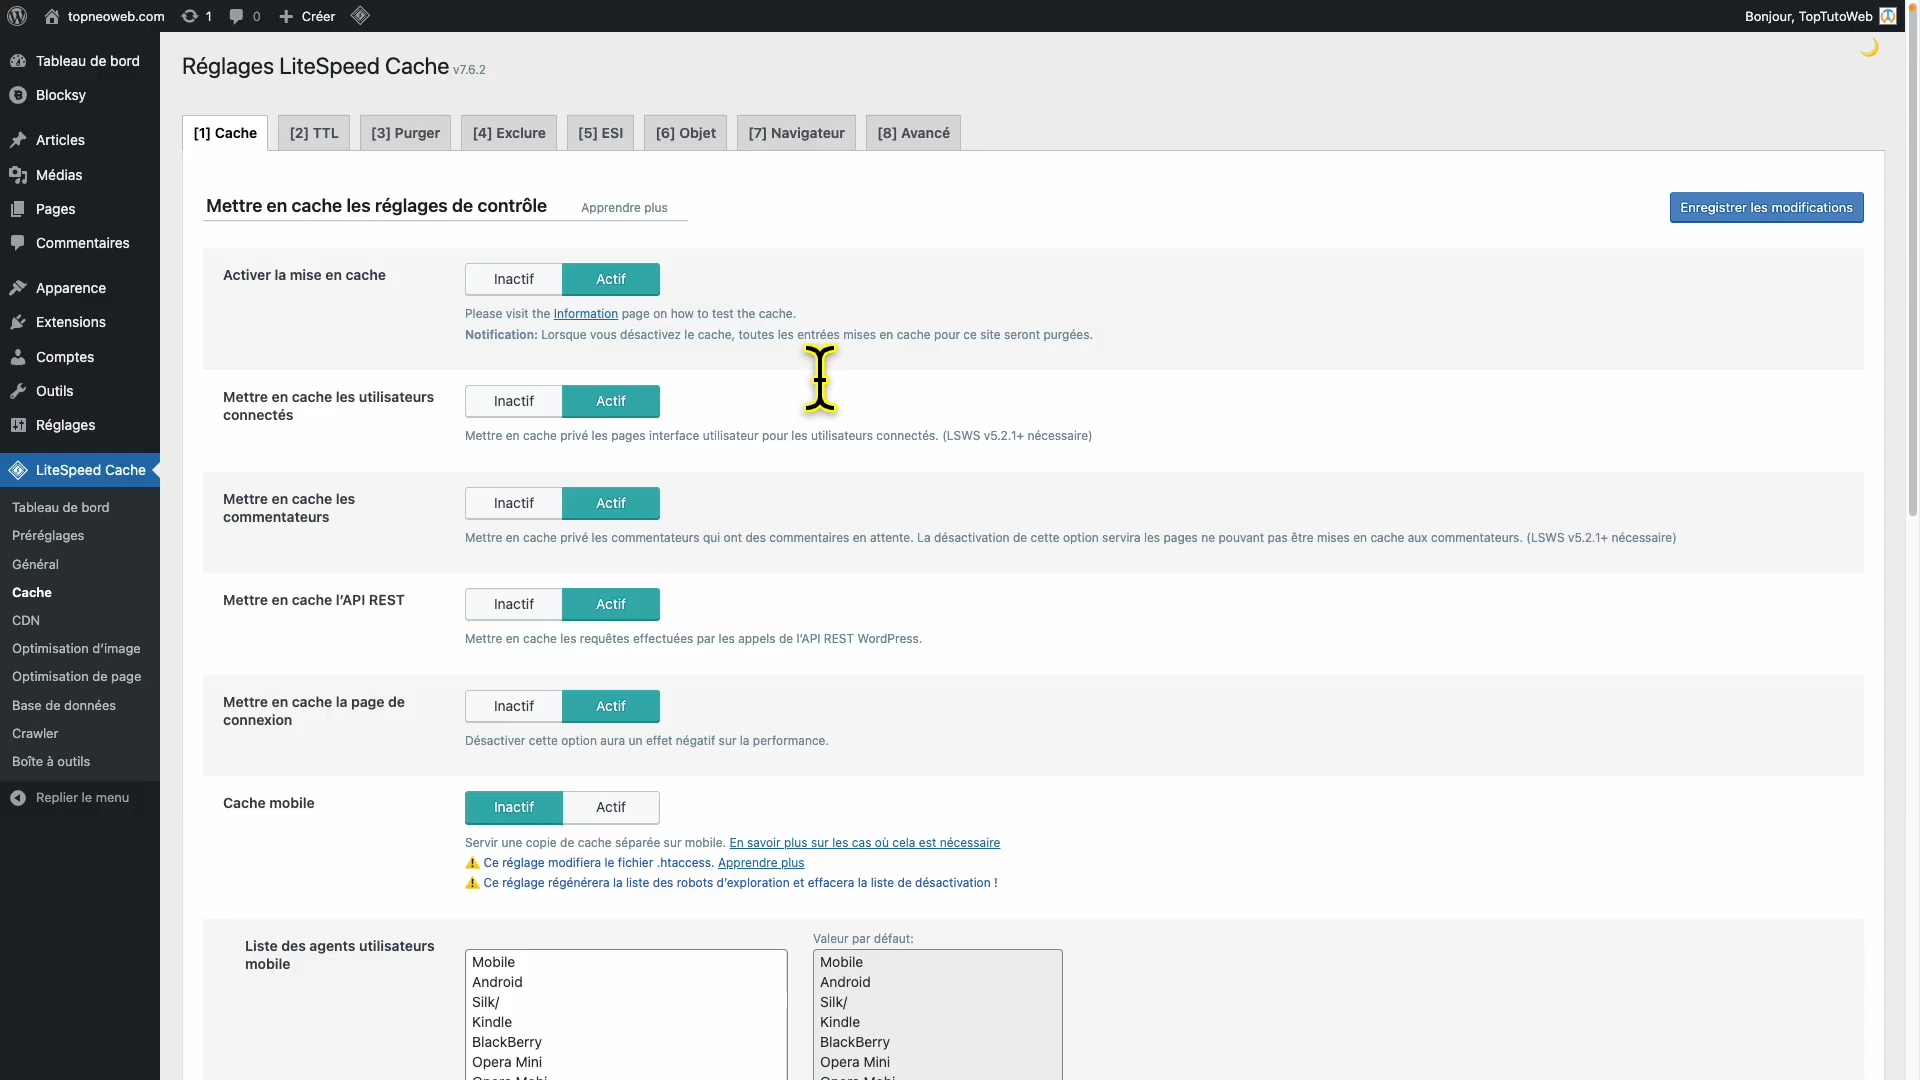 topneoweb.com
1
0
Créer
Bonjour, TopTutoWeb
Tableau de bord
Blocksy
Articles
Médias
Pages
Commentaires
Apparence
Extensions
Comptes
Outils
Réglages
LiteSpeed Cache
Tableau de bord
Préréglages
Général
Cache
CDN
Optimisation d’image
Optimisation de page
Base de données
Crawler
Boîte à outils
Replier le menu
Réglages LiteSpeed Cache v7.6.2
[1] Cache
[2] TTL
[3] Purger
[4] Exclure
[5] ESI
[6] Objet
[7] Navigateur
[8] Avancé
Mettre en cache les réglages de contrôle
Apprendre plus
Enregistrer les modifications
Activer la mise en cache
Inactif
Actif
Please visit the Information page on how to test the cache.
Notification: Lorsque vous désactivez le cache, toutes les entrées mises en cache pour ce site seront purgées.
Mettre en cache les utilisateurs
connectés
Inactif
Actif
Mettre en cache privé les pages interface utilisateur pour les utilisateurs connectés. (LSWS v5.2.1+ nécessaire)
Mettre en cache les
commentateurs
Inactif
Actif
Mettre en cache privé les commentateurs qui ont des commentaires en attente. La désactivation de cette option servira les pages ne pouvant pas être mises en cache aux commentateurs. (LSWS v5.2.1+ nécessaire)
Mettre en cache l’API REST
Inactif
Actif
Mettre en cache les requêtes effectuées par les appels de l’API REST WordPress.
Mettre en cache la page de
connexion
Inactif
Actif
Désactiver cette option aura un effet négatif sur la performance.
Cache mobile
Inactif
Actif
Servir une copie de cache séparée sur mobile. En savoir plus sur les cas où cela est nécessaire
Ce réglage modifiera le fichier .htaccess. Apprendre plus
Ce réglage régénérera la liste des robots d’exploration et effacera la liste de désactivation !
Liste des agents utilisateurs
mobile
Mobile
Android
Silk/
Kindle
BlackBerry
Opera Mini
Opera Mobi
Valeur par défaut:
Mobile
Android
Silk/
Kindle
BlackBerry
Opera Mini
Opera Mobi